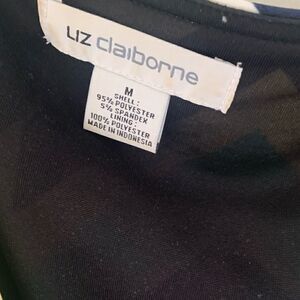 LIZ claiborne
M
SHELL:
95% POLYESTER
5% SPANDEX
LINING:
100% POLYESTER
MADE IN INDONESIA